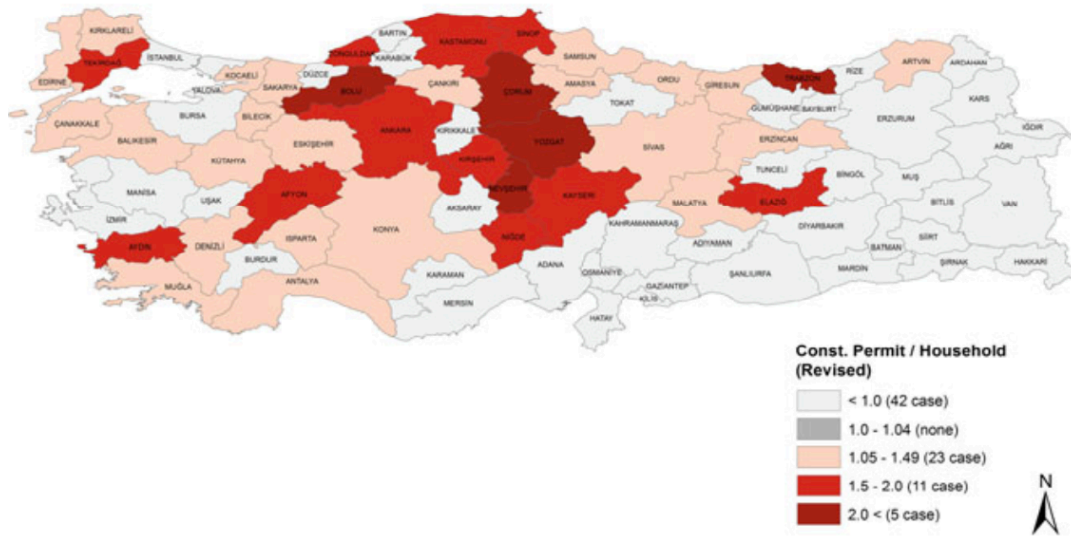 KIRKLARELİ
TEKİRDAĞ
EDİRNE
İSTANBUL
KOCAELİ
YALOVA
SAKARYA
DÜZCE
ZONGULDAK
BARTIN
KARABÜK
KASTAMONU
SİNOP
SAMSUN
ORDU
GİRESUN
TRABZON
RİZE
ARTVİN
ARDAHAN
KARS
IĞDIR
AĞRI
ERZURUM
BAYBURT
GÜMÜŞHANE
ERZİNCAN
TOKAT
AMASYA
ÇORUM
ÇANKIRI
BOLU
BİLECİK
BURSA
ÇANAKKALE
BALIKESİR
KÜTAHYA
ESKİŞEHİR
ANKARA
KIRIKKALE
YOZGAT
SİVAS
TUNCELİ
BİNGÖL
MUŞ
BİTLİS
VAN
HAKKARİ
ŞIRNAK
SİİRT
BATMAN
MARDİN
DİYARBAKIR
ELAZIĞ
MALATYA
ADIYAMAN
ŞANLIURFA
GAZİANTEP
KİLİS
HATAY
OSMANİYE
KAHRAMANMARAŞ
ADANA
KAYSERİ
NEVŞEHİR
KIRŞEHİR
NİĞDE
AKSARAY
KONYA
KARAMAN
MERSİN
ANTALYA
ISPARTA
BURDUR
AFYON
UŞAK
MANİSA
İZMİR
AYDIN
DENİZLİ
MUĞLA
Const. Permit / Household
(Revised)
< 1.0 (42 case)
1.0 - 1.04 (none)
1.05 - 1.49 (23 case)
1.5 - 2.0 (11 case)
2.0 < (5 case)
N